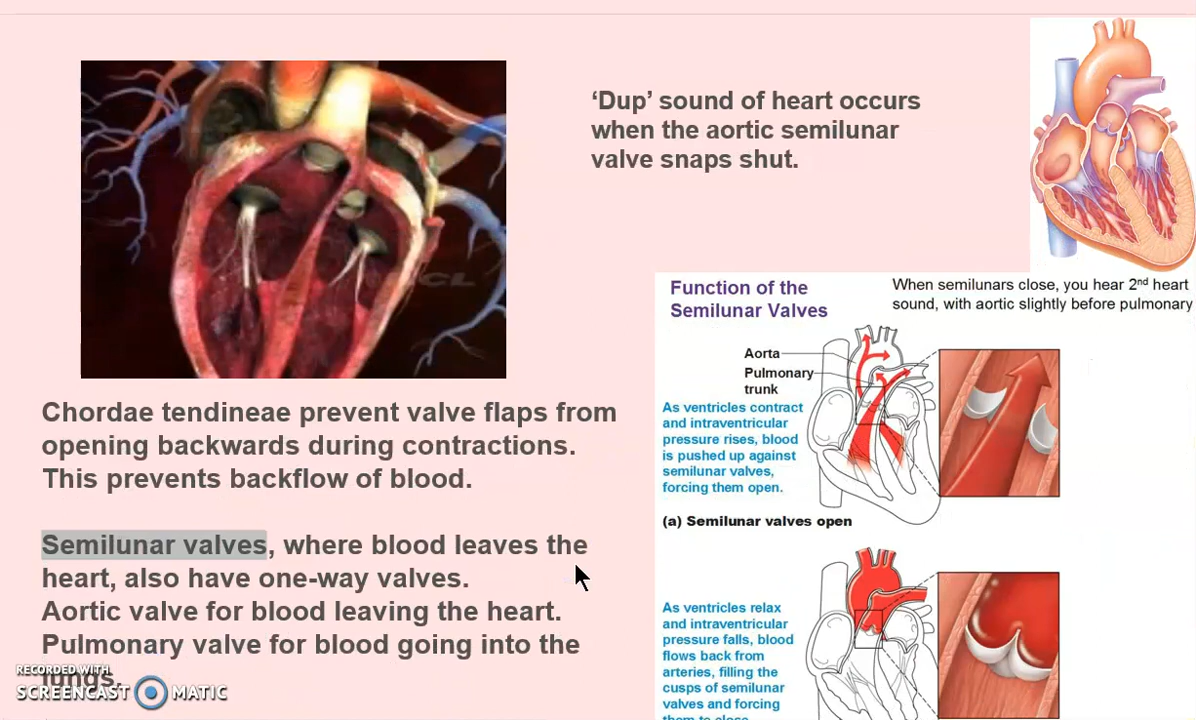 ‘Dup’ sound of heart occurs
when the aortic semilunar
valve snaps shut.
Chordae tendineae prevent valve flaps from
opening backwards during contractions.
This prevents backflow of blood.
Semilunar valves, where blood leaves the
heart, also have one-way valves.
Aortic valve for blood leaving the heart.
Pulmonary valve for blood going into the
lungs.
RECORDED WITH
SCREENCAST MATIC
Function of the
Semilunar Valves
When semilunars close, you hear 2nd heart
sound, with aortic slightly before pulmonary
Aorta
Pulmonary
trunk
As ventricles contract
and intraventricular
pressure rises, blood
is pushed up against
semilunar valves,
forcing them open.
(a) Semilunar valves open
As ventricles relax
and intraventricular
pressure falls, blood
flows back from
arteries, filling the
cusps of semilunar
valves and forcing
them to close